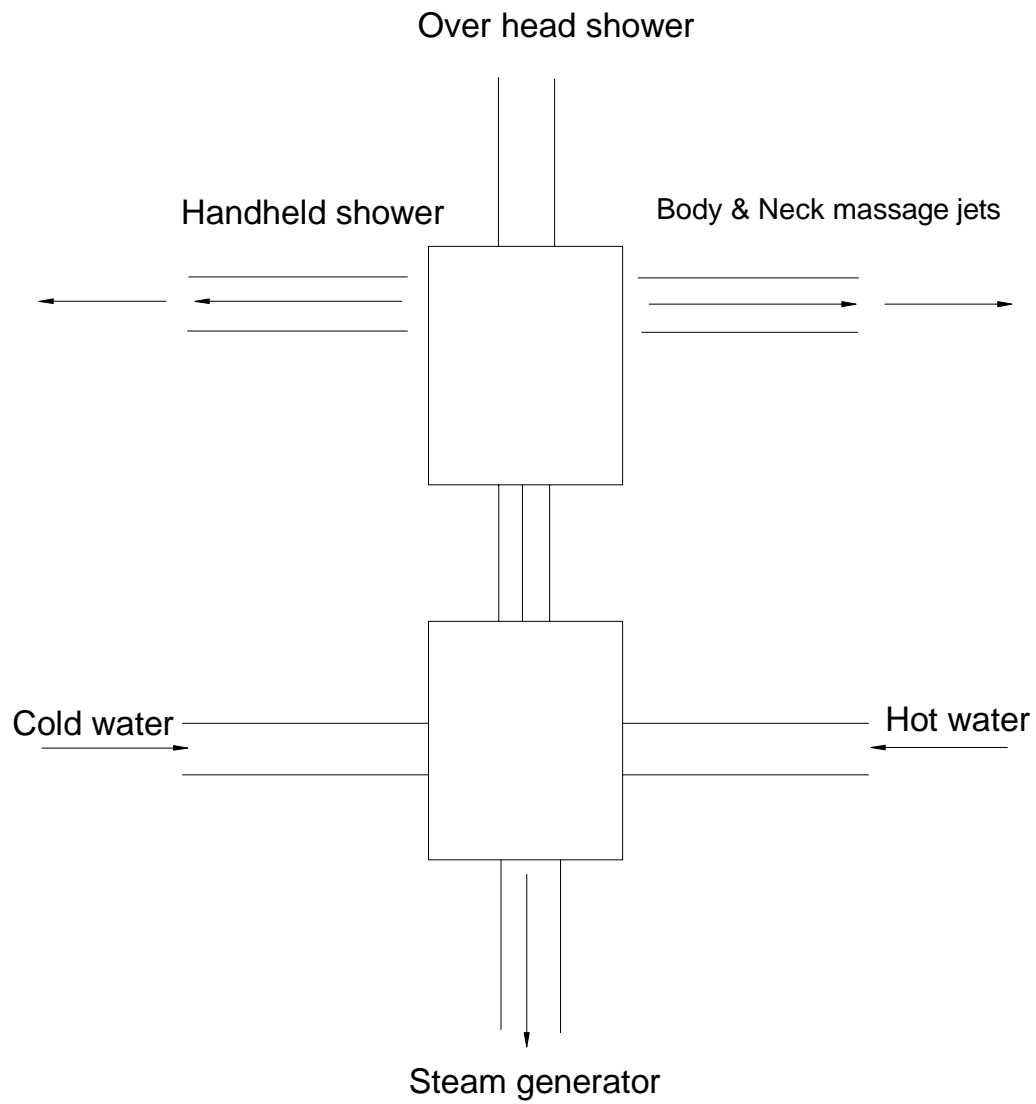 Over head shower
Handheld shower
Body & Neck massage jets
Cold water
Hot water
Steam generator